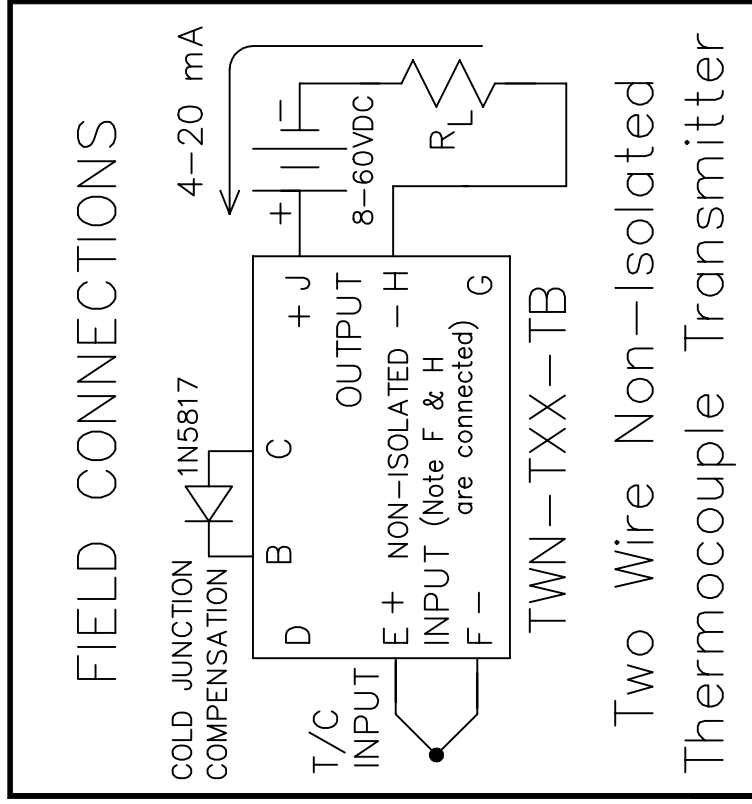 FIELD CONNECTIONS
4-20 mA
COLD JUNCTION
COMPENSATION
1N5817
+
-
8-60VDC
R_L
B
C
D
+ J
OUTPUT
T/C
INPUT
E +
NON-ISOLATED
- H
INPUT (Note F & H
are connected)
F -
G
TWN-TXX-TB
Two Wire Non-Isolated
Thermocouple Transmitter